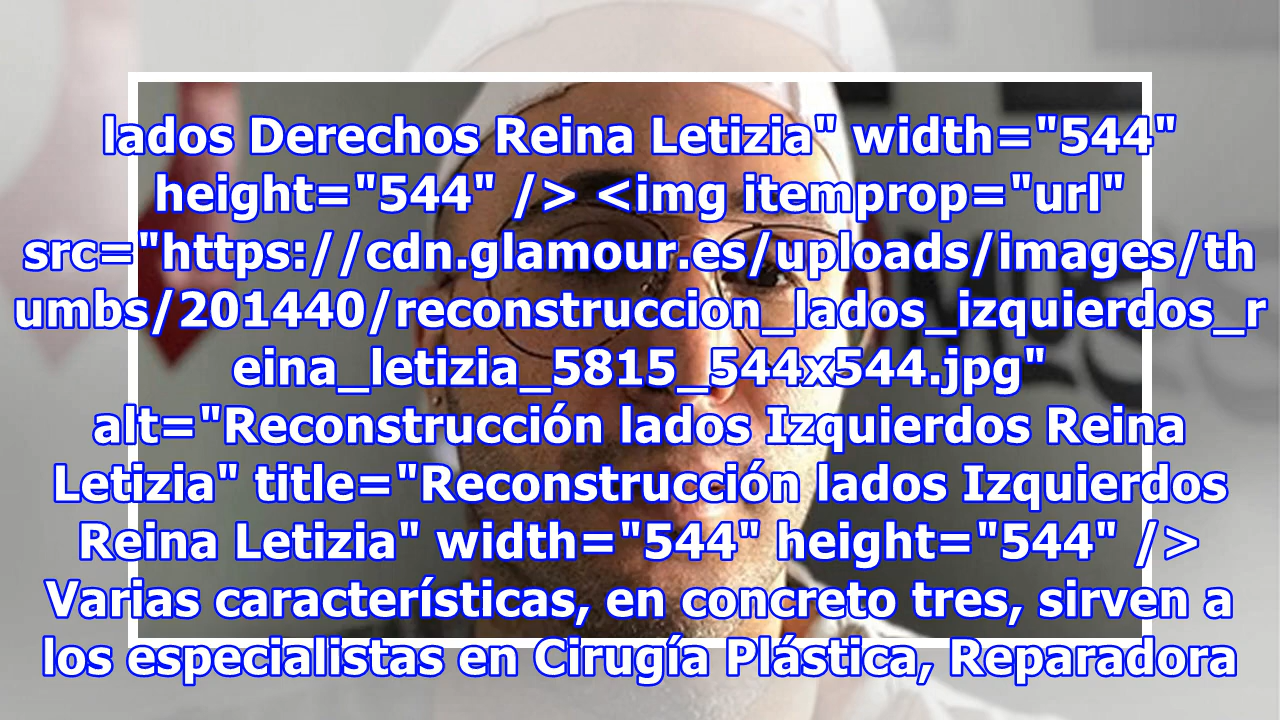 lados Derechos Reina Letizia" width="544"
height="544" /> <img itemprop="url"
src="https://cdn.glamour.es/uploads/images/th
umbs/201440/reconstruccion_lados_izquierdos_r
eina_letizia_5815_544x544.jpg"
alt="Reconstrucción lados Izquierdos Reina
Letizia" title="Reconstrucción lados Izquierdos
Reina Letizia" width="544" height="544" />
Varias características, en concreto tres, sirven a
los especialistas en Cirugía Plástica, Reparadora